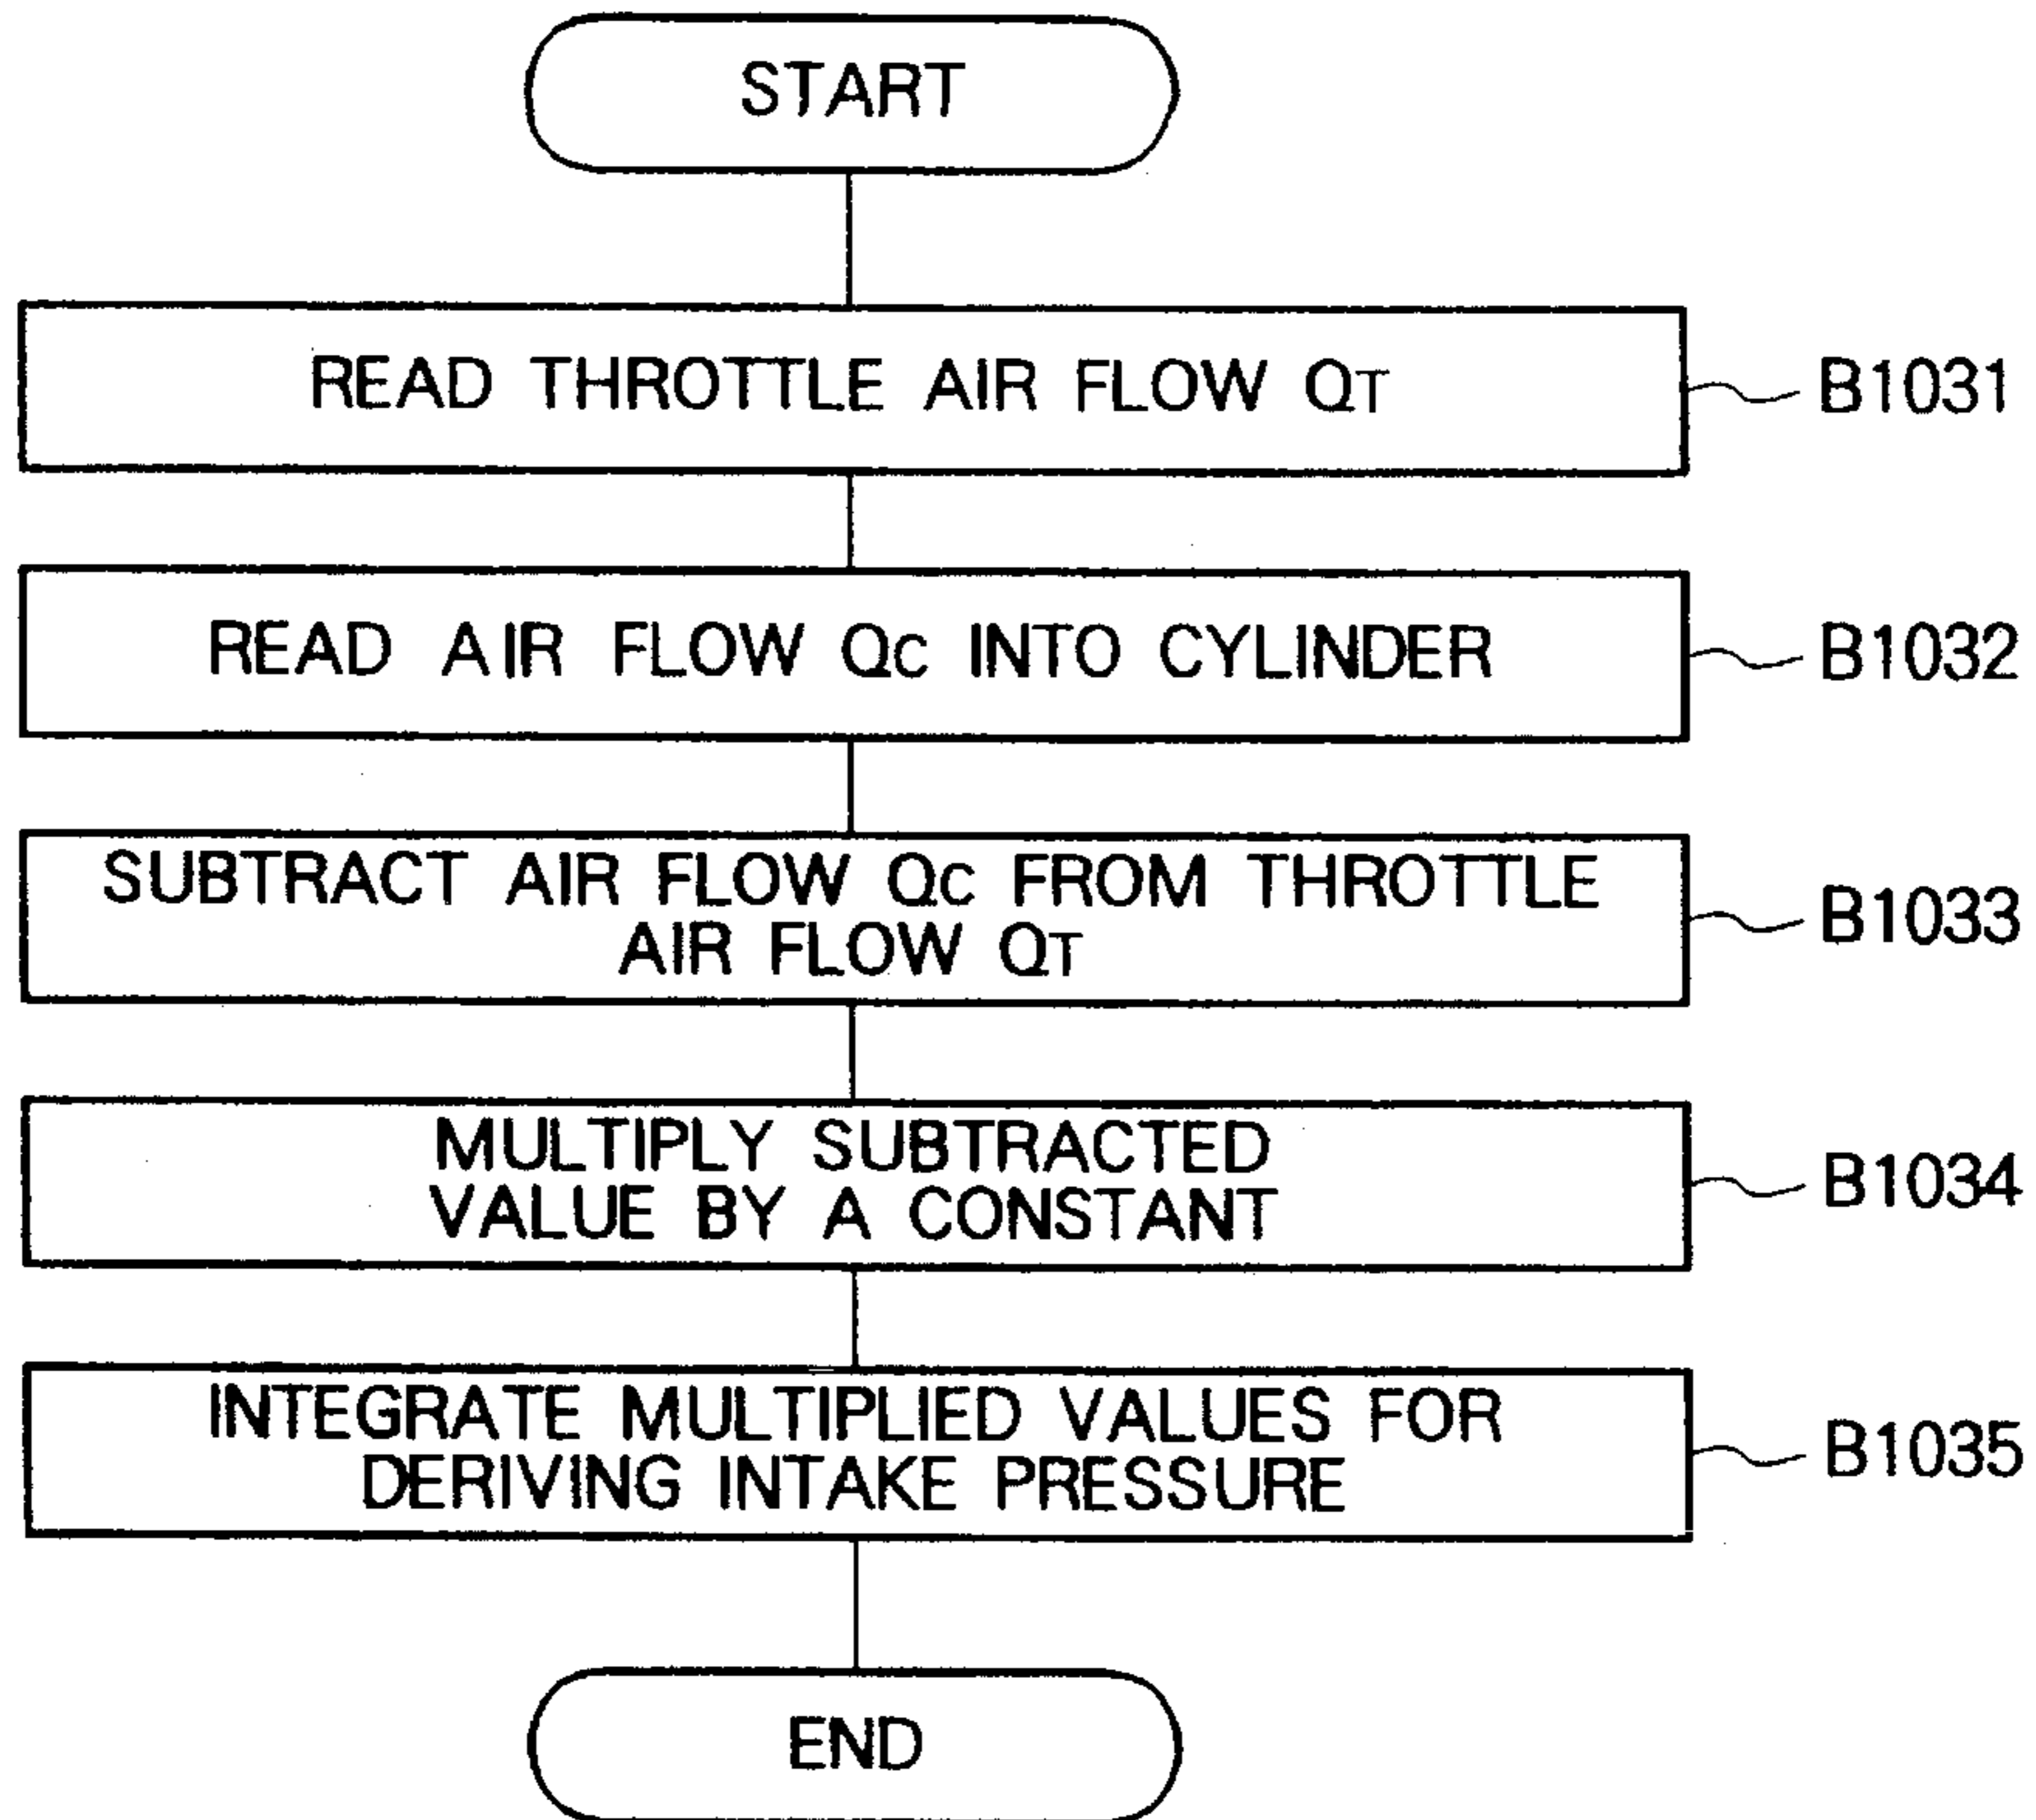 START
READ THROTTLE AIR FLOW QT
B1031
READ AIR FLOW QC INTO CYLINDER
B1032
SUBTRACT AIR FLOW QC FROM THROTTLE
AIR FLOW QT
B1033
MULTIPLY SUBTRACTED
VALUE BY A CONSTANT
B1034
INTEGRATE MULTIPLIED VALUES FOR
DERIVING INTAKE PRESSURE
B1035
END